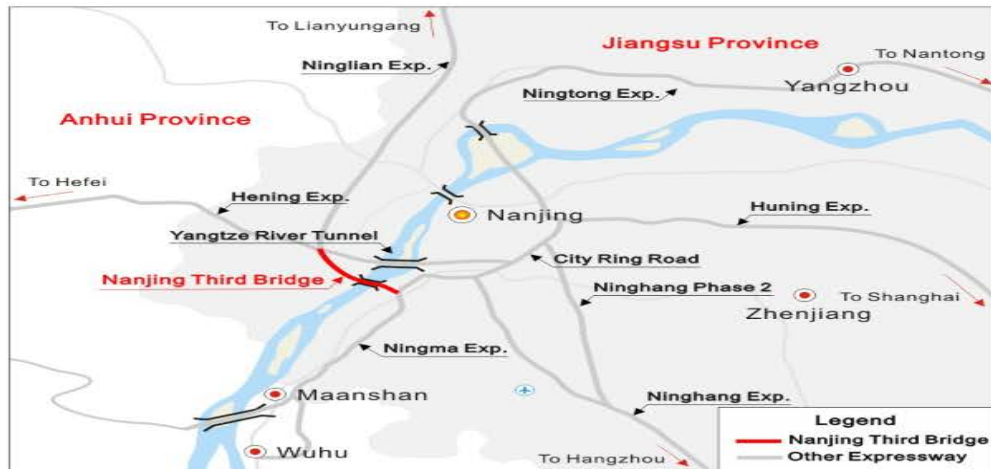 To Lianyungang
Jiangsu Province
To Nantong
Ninglian Exp.
Yangzhou
Ningtong Exp.
Anhui Province
To Hefei
Hening Exp.
Nanjing
Huning Exp.
Yangtze River Tunnel
City Ring Road
Nanjing Third Bridge
Ninghang Phase 2
To Shanghai
Zhenjiang
Ningma Exp.
Maanshan
Ninghang Exp.
Wuhu
To Hangzhou
Legend
Nanjing Third Bridge
Other Expressway